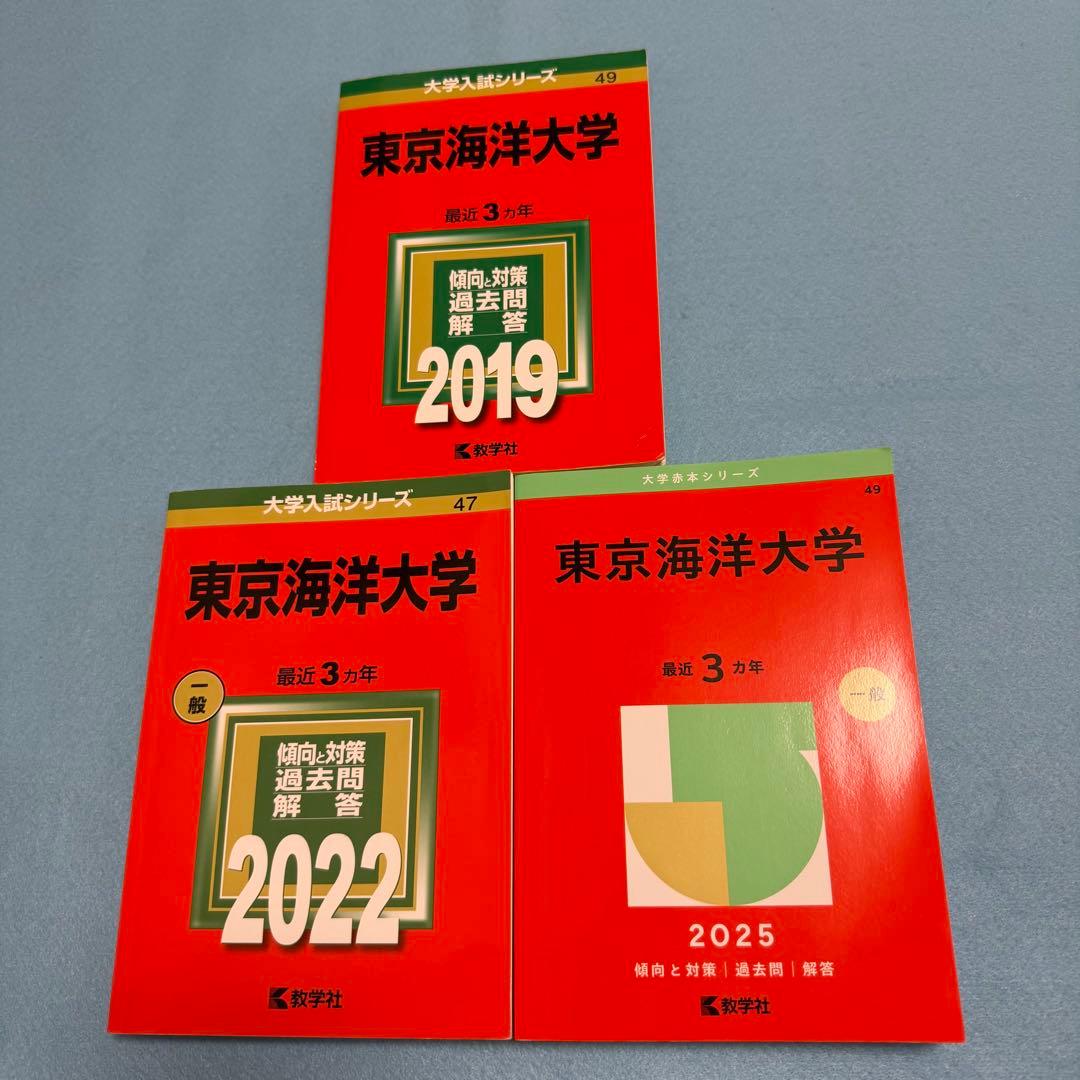 大学入試シリーズ 49
東京海洋大学
最近3カ年
傾向と対策
過去問
解答
2019
教学社
大学入試シリーズ 47
東京海洋大学
最近3カ年
一般
傾向と対策
過去問
解答
2022
教学社
大学赤本シリーズ
49
東京海洋大学
最近3カ年
一般
2025
傾向と対策|過去問|解答
教学社